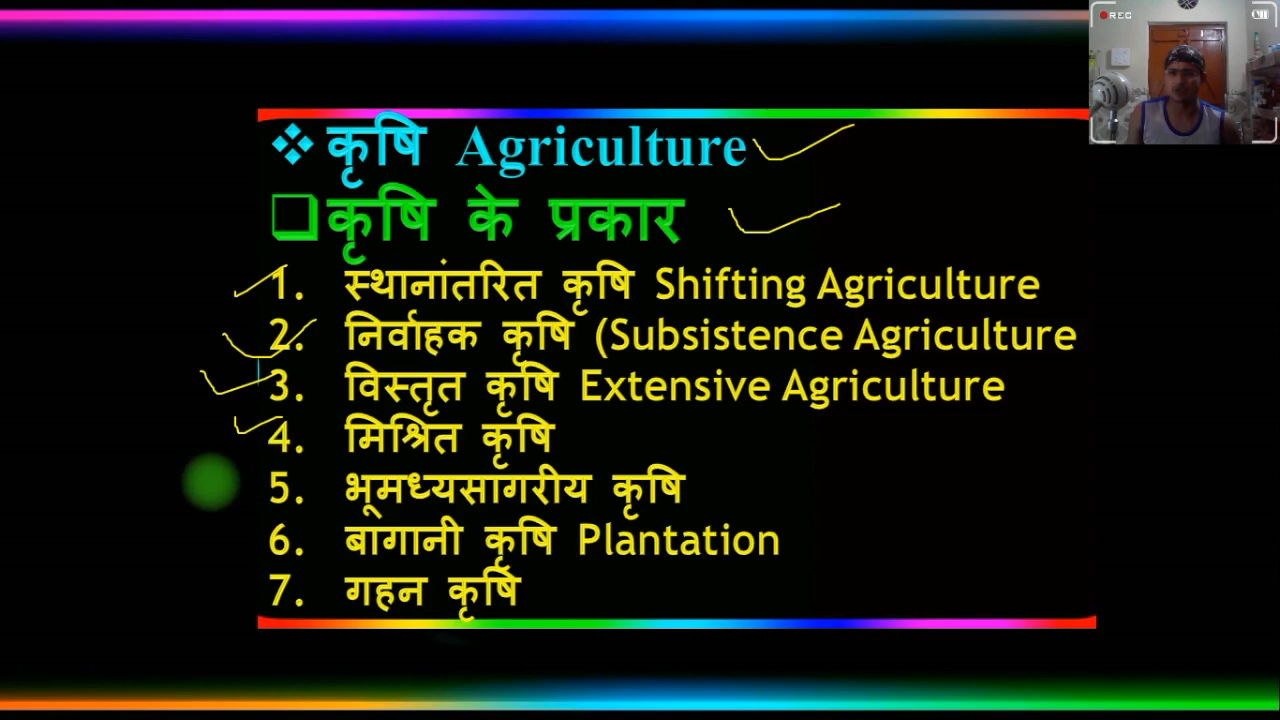 REC
❖ कृषि Agriculture
❑ कृषि के प्रकार
1. स्थानांतरित कृषि Shifting Agriculture
2. निर्वाहक कृषि (Subsistence Agriculture
3. विस्तृत कृषि Extensive Agriculture
4. मिश्रित कृषि
5. भूमध्यसागरीय कृषि
6. बागानी कृषि Plantation
7. गहन कृषि